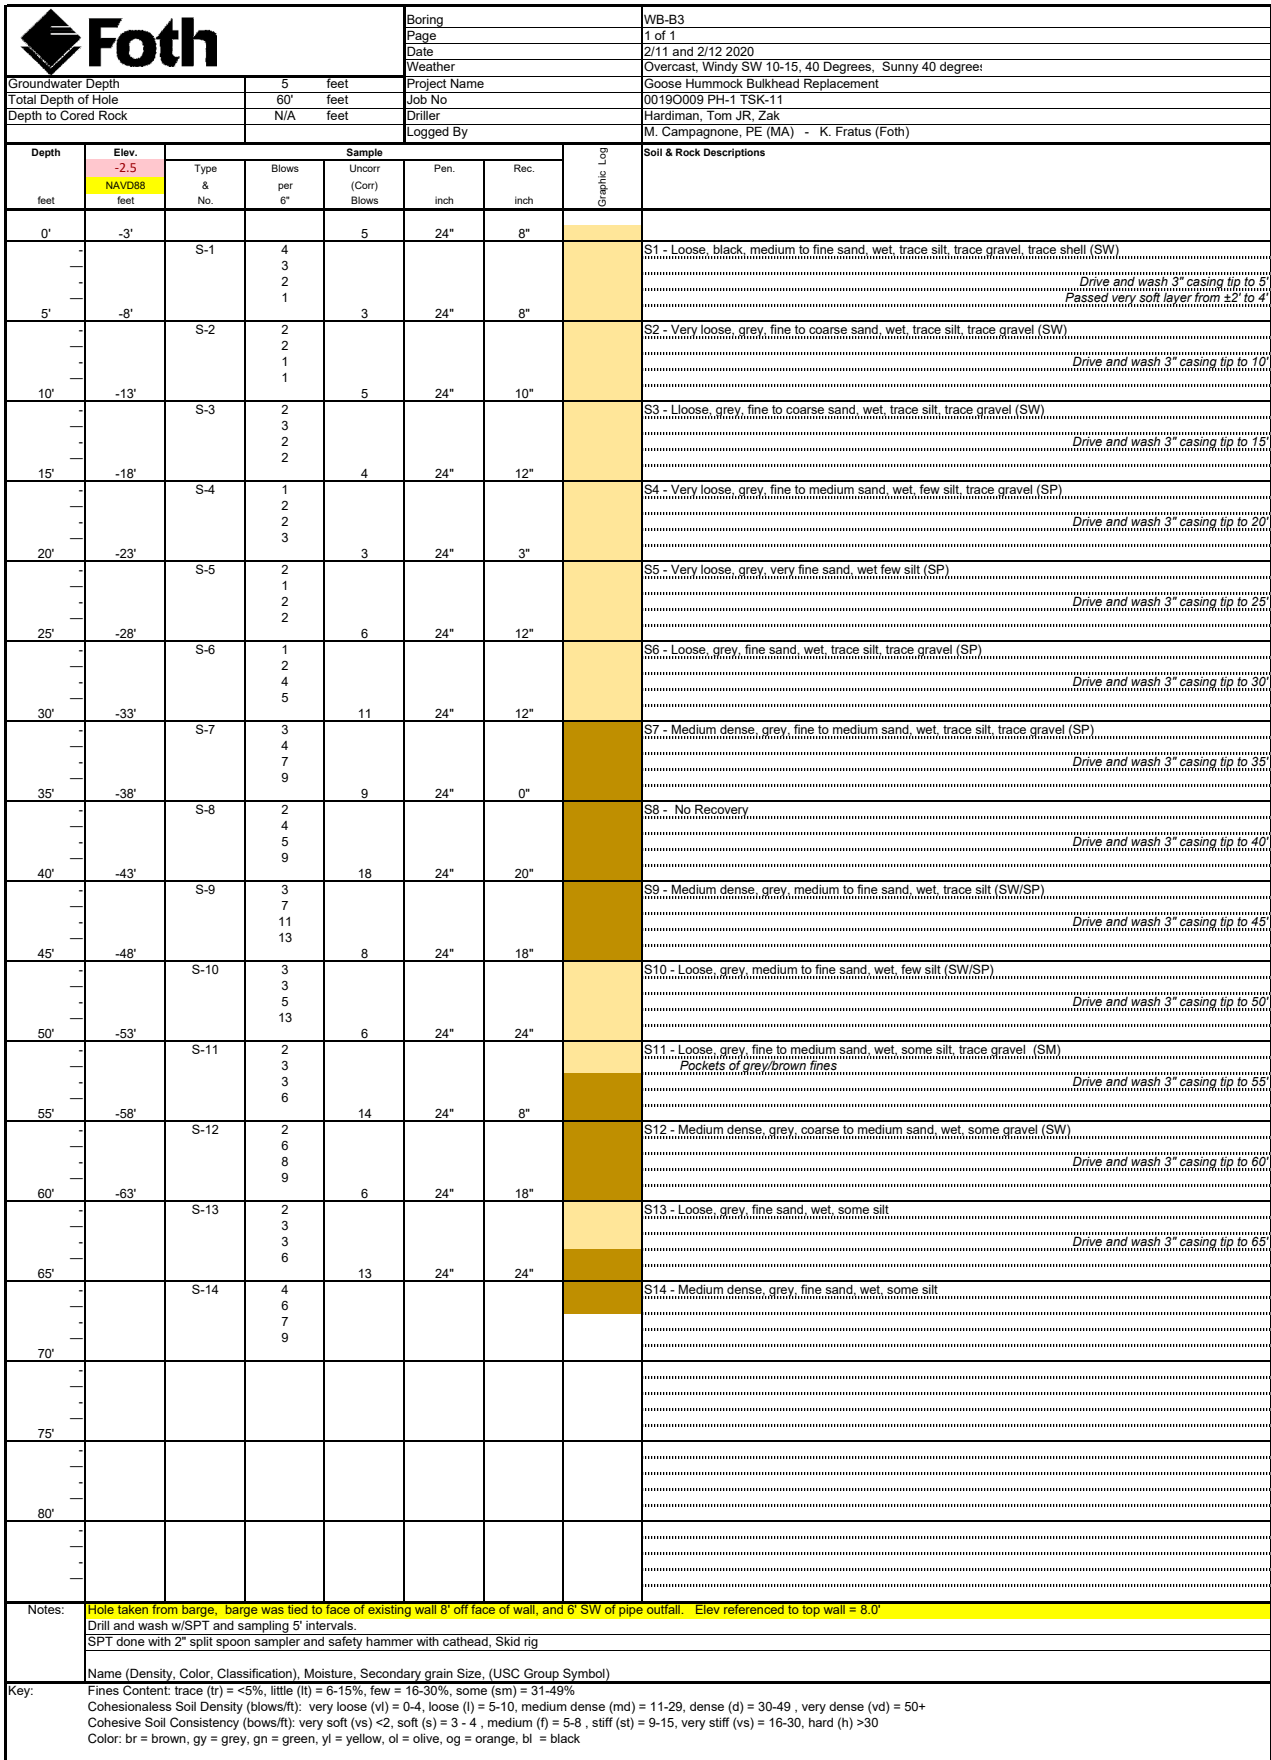 Foth
Boring WB-B3
Page 1 of 1
Date 2/11 and 2/12 2020
Weather Overcast, Windy SW 10-15, 40 Degrees, Sunny 40 degrees
Groundwater Depth 5 feet Project Name Goose Hummock Bulkhead Replacement
Total Depth of Hole 60' feet Job No 0019O009 PH-1 TSK-11
Depth to Cored Rock N/A feet Driller Hardiman, Tom JR, Zak
Logged By M. Campagnone, PE (MA) - K. Fratus (Foth)
Depth Elev. Sample Graphic Log Soil & Rock Descriptions
-2.5 Type Blows Uncorr Pen. Rec.
NAVD88 & per (Corr)
feet feet No. 6" Blows inch inch
0' -3' 5 24" 8"
S-1 4 S1 - Loose, black, medium to fine sand, wet, trace silt, trace gravel, trace shell (SW)
3
2 Drive and wash 3" casing tip to 5'
1 Passed very soft layer from ±2' to 4'
5' -8' 3 24" 8"
S-2 2 S2 - Very loose, grey, fine to coarse sand, wet, trace silt, trace gravel (SW)
2
1 Drive and wash 3" casing tip to 10'
1
10' -13' 5 24" 10"
S-3 2 S3 - Lloose, grey, fine to coarse sand, wet, trace silt, trace gravel (SW)
3
2 Drive and wash 3" casing tip to 15'
2
15' -18' 4 24" 12"
S-4 1 S4 - Very loose, grey, fine to medium sand, wet, few silt, trace gravel (SP)
2
2 Drive and wash 3" casing tip to 20'
3
20' -23' 3 24" 3"
S-5 2 S5 - Very loose, grey, very fine sand, wet few silt (SP)
1
2 Drive and wash 3" casing tip to 25'
2
25' -28' 6 24" 12"
S-6 1 S6 - Loose, grey, fine sand, wet, trace silt, trace gravel (SP)
2
4 Drive and wash 3" casing tip to 30'
5
30' -33' 11 24" 12"
S-7 3 S7 - Medium dense, grey, fine to medium sand, wet, trace silt, trace gravel (SP)
4
7 Drive and wash 3" casing tip to 35'
9
35' -38' 9 24" 0"
S-8 2 S8 - No Recovery
4
5 Drive and wash 3" casing tip to 40'
9
40' -43' 18 24" 20"
S-9 3 S9 - Medium dense, grey, medium to fine sand, wet, trace silt (SW/SP)
7
11 Drive and wash 3" casing tip to 45'
13
45' -48' 8 24" 18"
S-10 3 S10 - Loose, grey, medium to fine sand, wet, few silt (SW/SP)
3
5 Drive and wash 3" casing tip to 50'
13
50' -53' 6 24" 24"
S-11 2 S11 - Loose, grey, fine to medium sand, wet, some silt, trace gravel (SM)
3 Pockets of grey/brown fines
3 Drive and wash 3" casing tip to 55'
6
55' -58' 14 24" 8"
S-12 2 S12 - Medium dense, grey, coarse to medium sand, wet, some gravel (SW)
6
8 Drive and wash 3" casing tip to 60'
9
60' -63' 6 24" 18"
S-13 2 S13 - Loose, grey, fine sand, wet, some silt
3
3 Drive and wash 3" casing tip to 65'
6
65' 13 24" 24"
S-14 4 S14 - Medium dense, grey, fine sand, wet, some silt
6
7
9
70'
75'
80'
Notes: Hole taken from barge, barge was tied to face of existing wall 8' off face of wall, and 6' SW of pipe outfall. Elev referenced to top wall = 8.0'
Drill and wash w/SPT and sampling 5' intervals.
SPT done with 2" split spoon sampler and safety hammer with cathead, Skid rig
Name (Density, Color, Classification), Moisture, Secondary grain Size, (USC Group Symbol)
Key: Fines Content: trace (tr) = <5%, little (lt) = 6-15%, few = 16-30%, some (sm) = 31-49%
Cohesionaless Soil Density (blows/ft): very loose (vl) = 0-4, loose (l) = 5-10, medium dense (md) = 11-29, dense (d) = 30-49 , very dense (vd) = 50+
Cohesive Soil Consistency (bows/ft): very soft (vs) <2, soft (s) = 3 - 4 , medium (f) = 5-8 , stiff (st) = 9-15, very stiff (vs) = 16-30, hard (h) >30
Color: br = brown, gy = grey, gn = green, yl = yellow, ol = olive, og = orange, bl = black